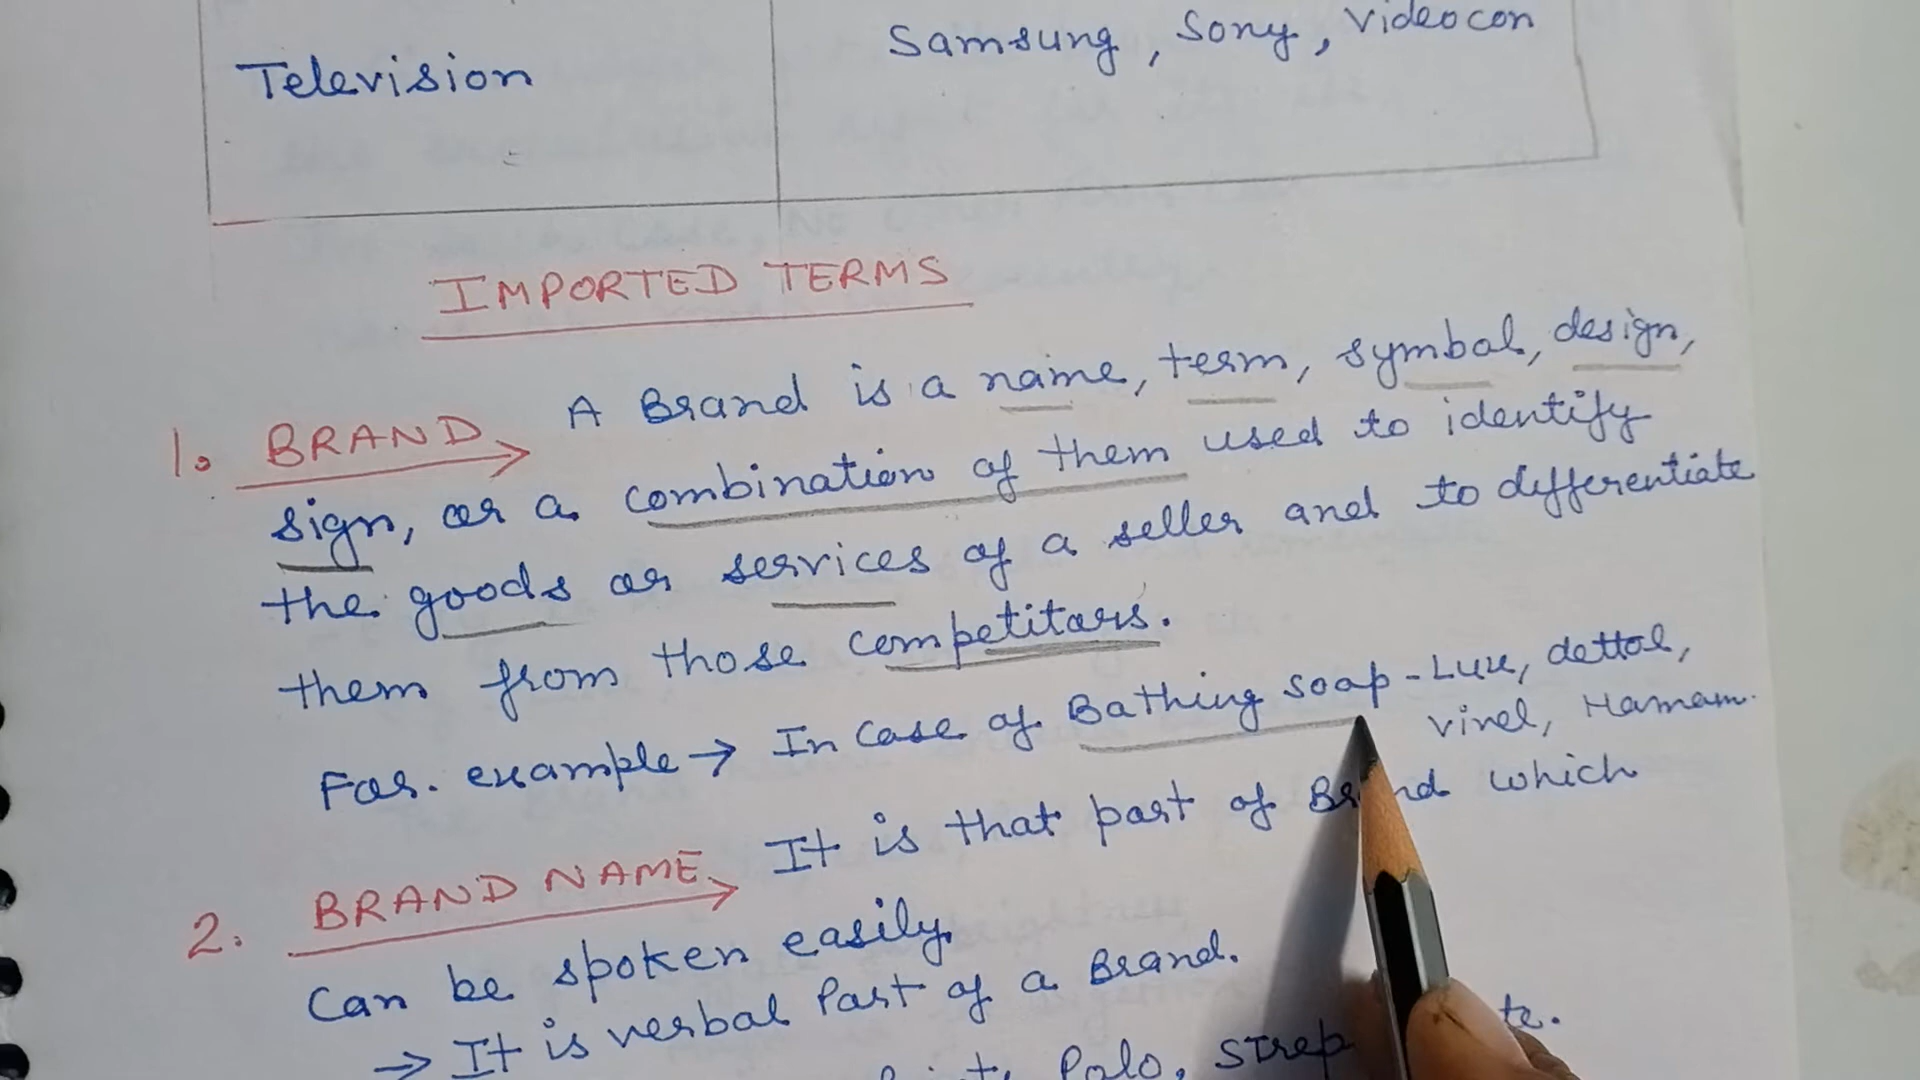 Television
Samsung, Sony, Videocon
IMPORTED TERMS
1. BRAND → A Brand is a name, term, symbol, design,
sign, or a combination of them used to identify
the goods or services of a seller and to differentiate
them from those competitors.
For. example → In case of Bathing soap - Lux, dettol,
vivel, Hamam.
2. BRAND NAME → It is that part of Brand which
Can be spoken easily.
→ It is verbal Part of a Brand.
Polo,